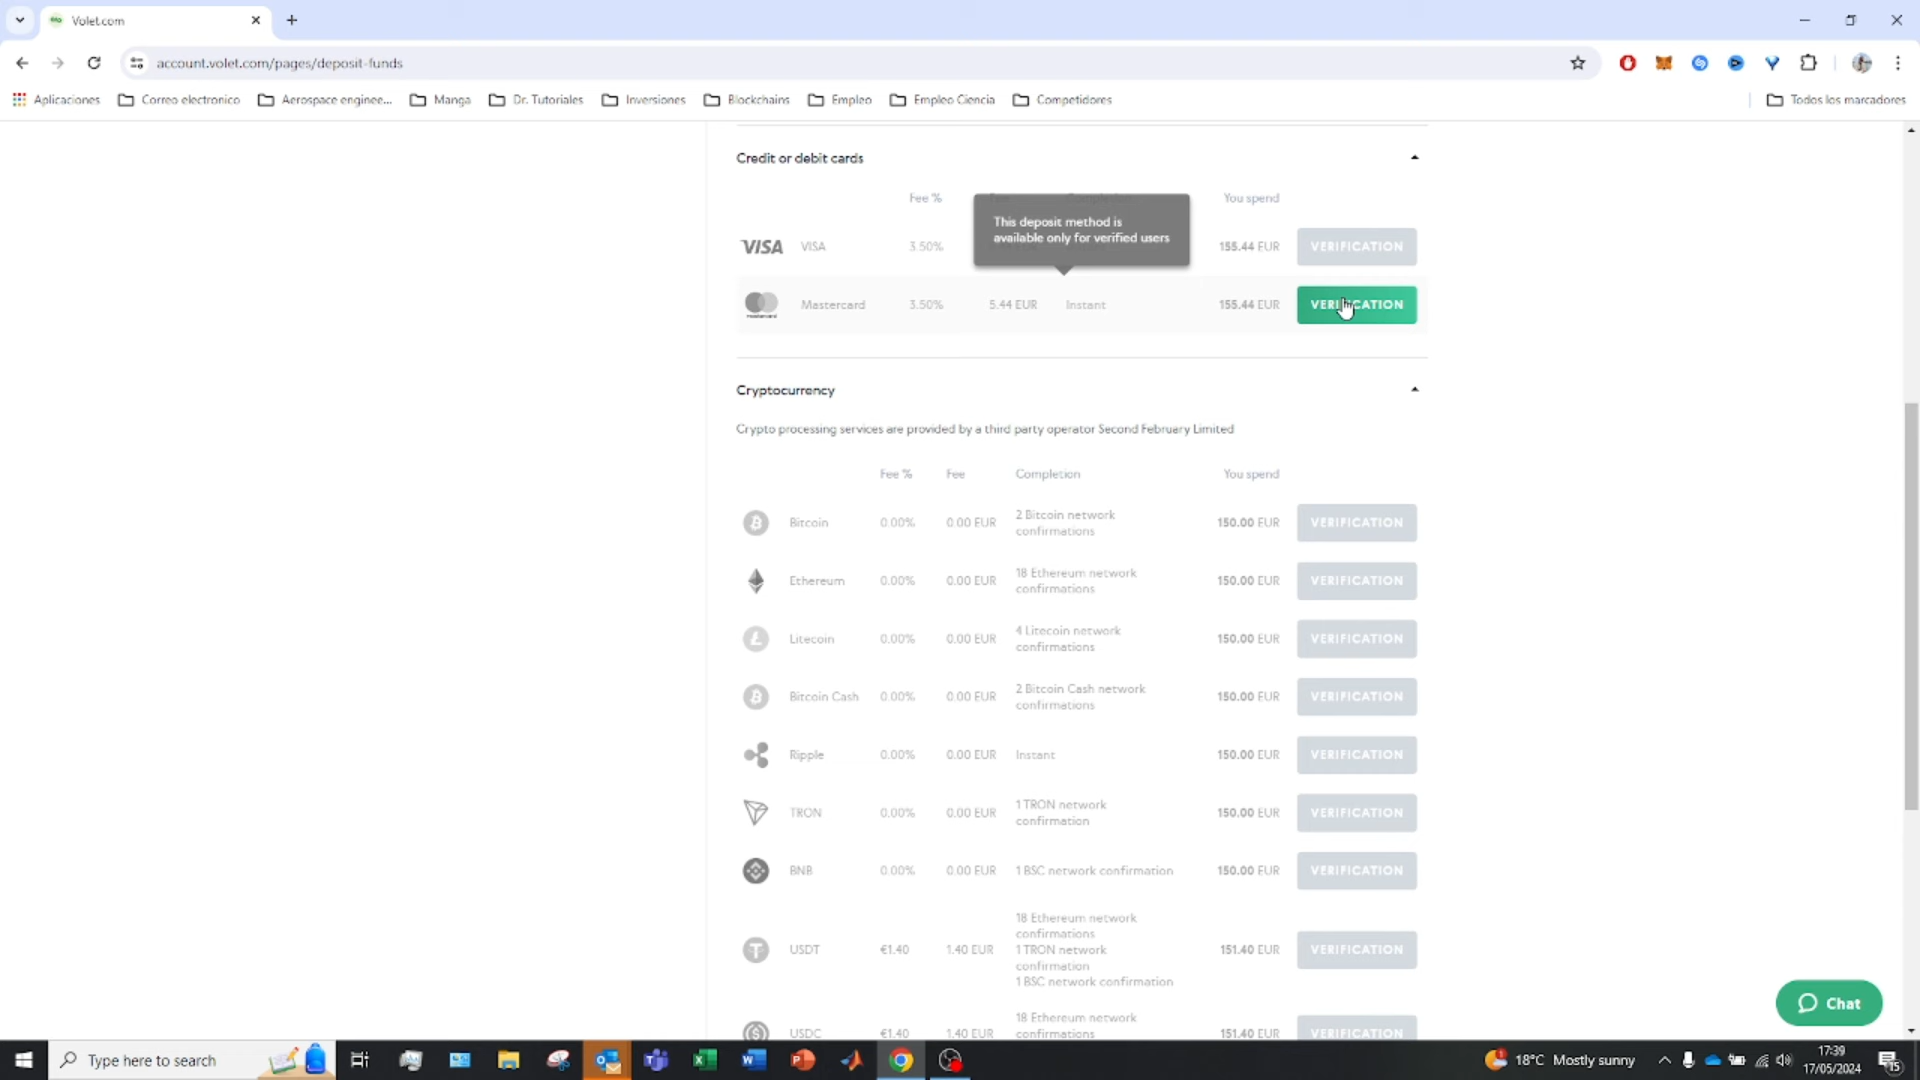 Volet.com
account.volet.com/pages/deposit-funds
Aplicaciones
Correo electronico
Aerospace enginee...
Manga
Dr. Tutoriales
Inversiones
Blockchains
Empleo
Empleo Ciencia
Competidores
Todos los marcadores
Credit or debit cards
Fee %
You spend
This deposit method is
available only for verified users
VISA VISA 3.50% 155.44 EUR VERIFICATION
mastercard Mastercard 3.50% 5.44 EUR Instant 155.44 EUR VERIFICATION
Cryptocurrency
Crypto processing services are provided by a third party operator Second February Limited
Fee % Fee Completion You spend
Bitcoin 0.00% 0.00 EUR 2 Bitcoin network confirmations 150.00 EUR VERIFICATION
Ethereum 0.00% 0.00 EUR 18 Ethereum network confirmations 150.00 EUR VERIFICATION
Litecoin 0.00% 0.00 EUR 4 Litecoin network confirmations 150.00 EUR VERIFICATION
Bitcoin Cash 0.00% 0.00 EUR 2 Bitcoin Cash network confirmations 150.00 EUR VERIFICATION
Ripple 0.00% 0.00 EUR Instant 150.00 EUR VERIFICATION
TRON 0.00% 0.00 EUR 1 TRON network confirmation 150.00 EUR VERIFICATION
BNB 0.00% 0.00 EUR 1 BSC network confirmation 150.00 EUR VERIFICATION
USDT €1.40 1.40 EUR 18 Ethereum network confirmations 1 TRON network confirmation 1 BSC network confirmation 151.40 EUR VERIFICATION
USDC €1.40 1.40 EUR 18 Ethereum network confirmations 151.40 EUR VERIFICATION
Chat
Type here to search
18°C Mostly sunny
17:39
17/05/2024
15